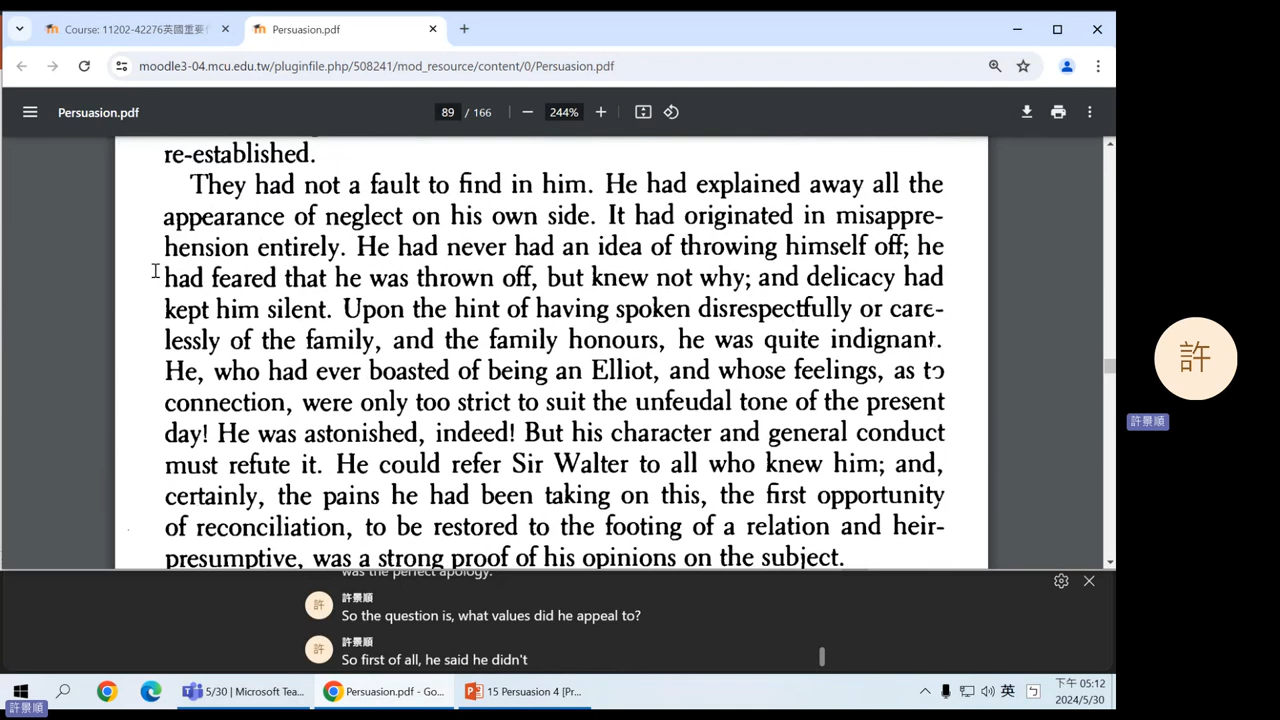 Course: 11202-42276英國重要作
Persuasion.pdf
moodle3-04.mcu.edu.tw/pluginfile.php/508241/mod_resource/content/0/Persuasion.pdf
Persuasion.pdf
89 / 166
244%
re-established.
They had not a fault to find in him. He had explained away all the
appearance of neglect on his own side. It had originated in misappre-
hension entirely. He had never had an idea of throwing himself off; he
had feared that he was thrown off, but knew not why; and delicacy had
kept him silent. Upon the hint of having spoken disrespectfully or care-
lessly of the family, and the family honours, he was quite indignant.
He, who had ever boasted of being an Elliot, and whose feelings, as to
connection, were only too strict to suit the unfeudal tone of the present
day! He was astonished, indeed! But his character and general conduct
must refute it. He could refer Sir Walter to all who knew him; and,
certainly, the pains he had been taking on this, the first opportunity
of reconciliation, to be restored to the footing of a relation and heir-
presumptive, was a strong proof of his opinions on the subject.
was the perfect apology.
許 許景順
So the question is, what values did he appeal to?
許 許景順
So first of all, he said he didn't
許
許景順
5/30 | Microsoft Tea...
Persuasion.pdf - Go...
15 Persuasion 4 [Pr...
英
下午 05:12
2024/5/30
許景順